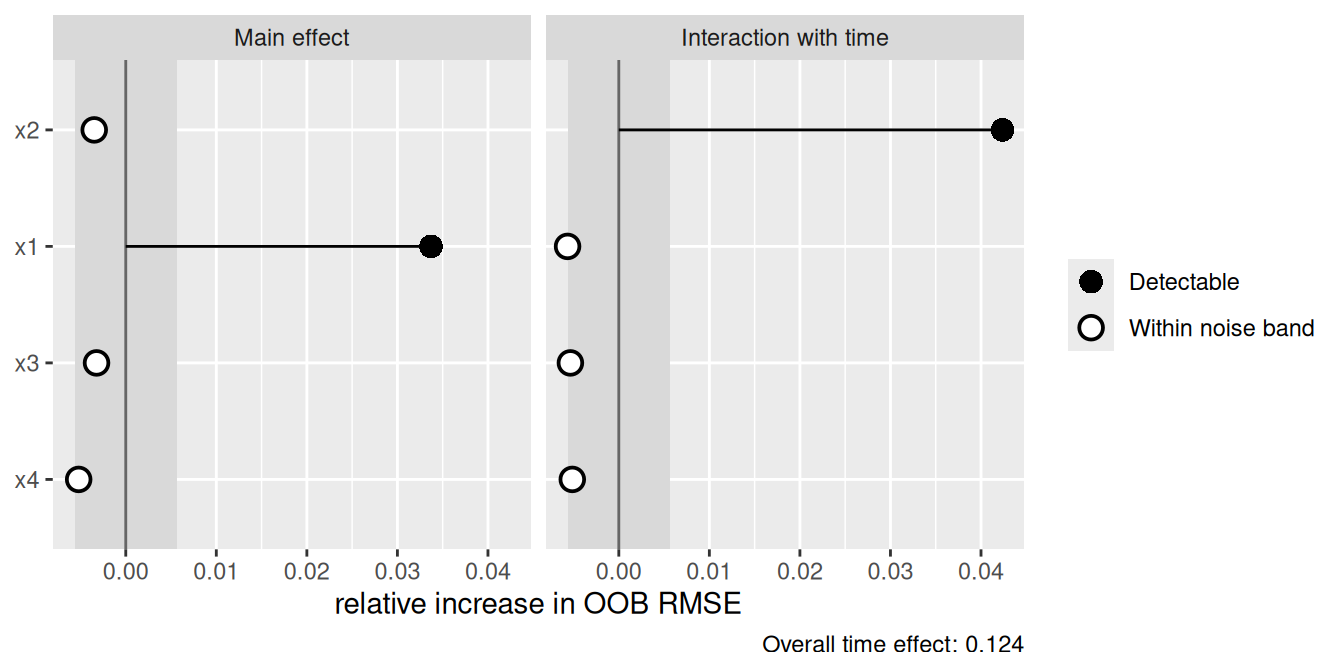 Main effect
Interaction with time
x2
x1
x3
x4
Detectable
Within noise band
0.00 0.01 0.02 0.03 0.04
0.00 0.01 0.02 0.03 0.04
relative increase in OOB RMSE
Overall time effect: 0.124